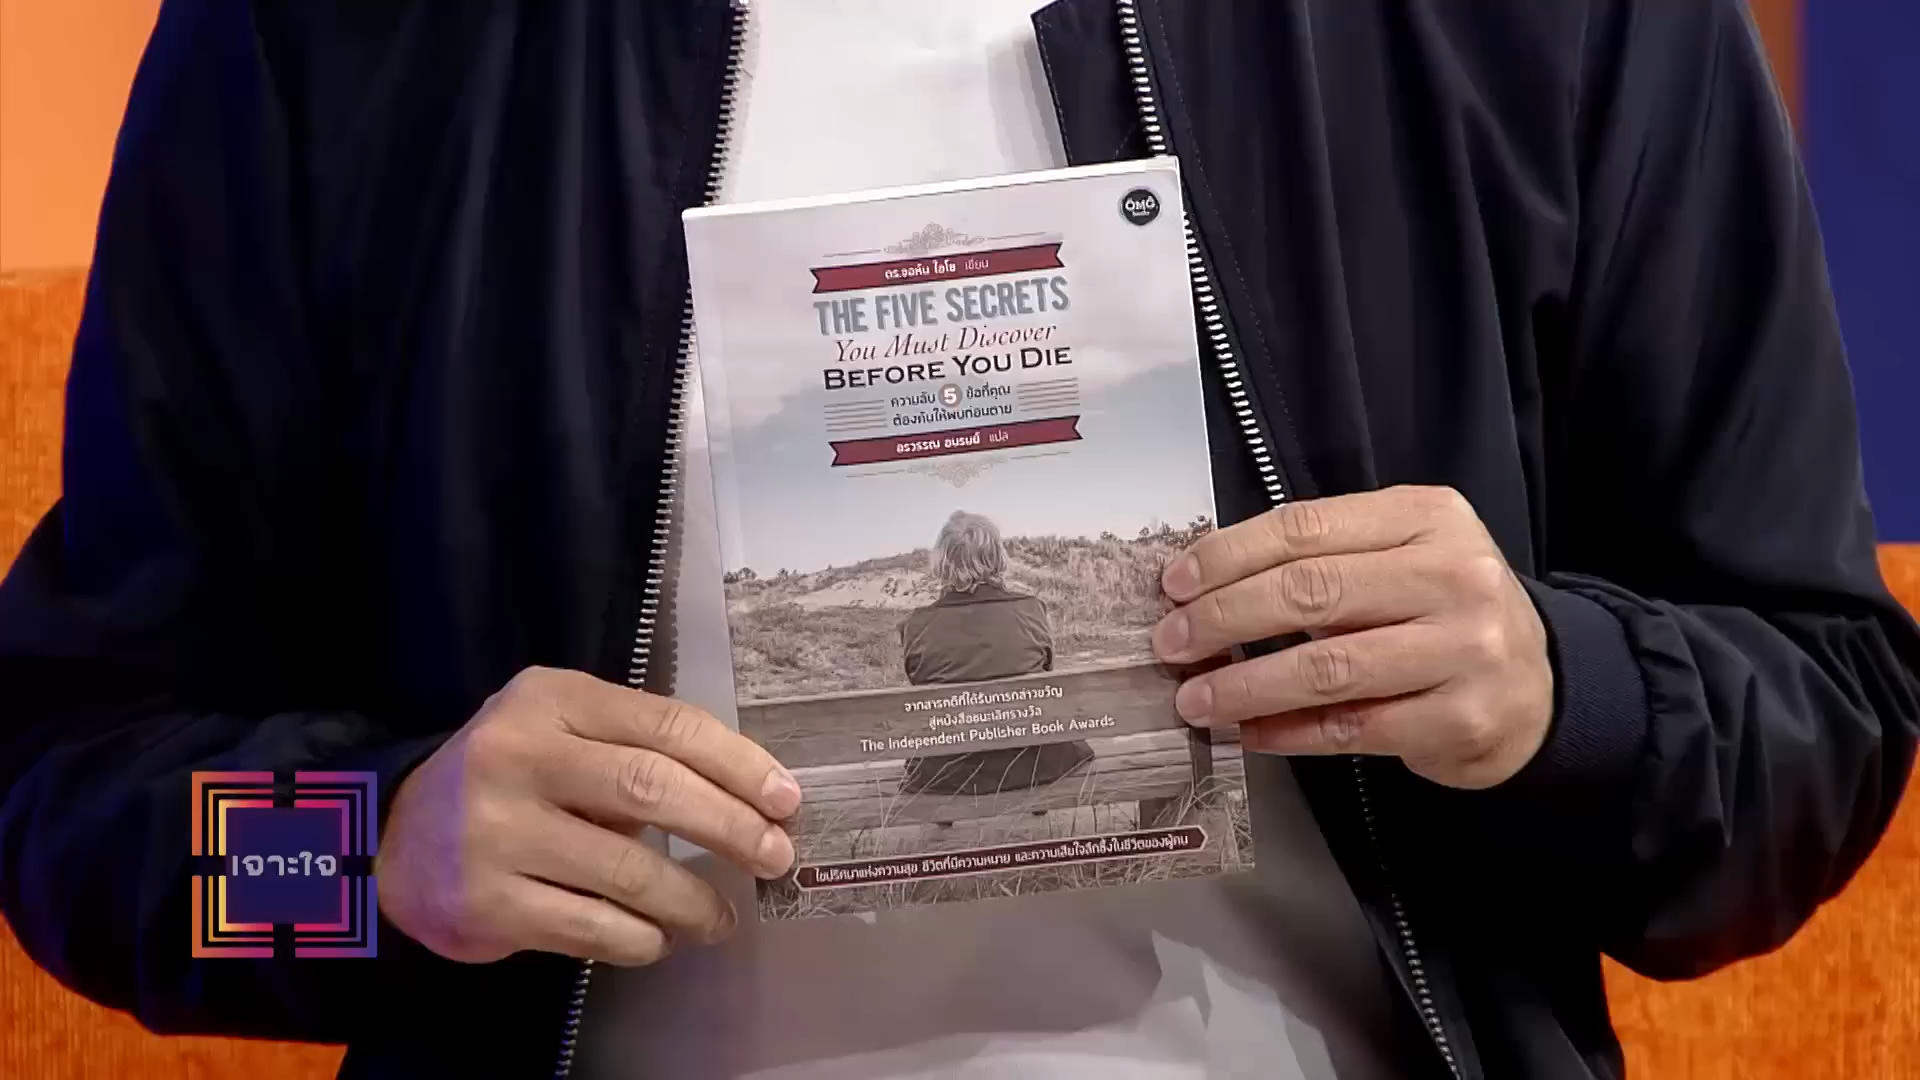 OMG
books
ดร.จอห์น ไอโซ เขียน
THE FIVE SECRETS
You Must Discover
BEFORE YOU DIE
ความลับ 5 ข้อที่คุณ
ต้องค้นให้พบก่อนตาย
อรวรรณ อบรมย์ แปล
จากสารคดีที่ได้รับการกล่าวขวัญ
สู่หนังสือชนะเลิศรางวัล
The Independent Publisher Book Awards
ไขปริศนาแห่งความสุข ชีวิตที่มีความหมาย และความเสียใจลึกซึ้งในชีวิตของผู้คน
เจาะใจ